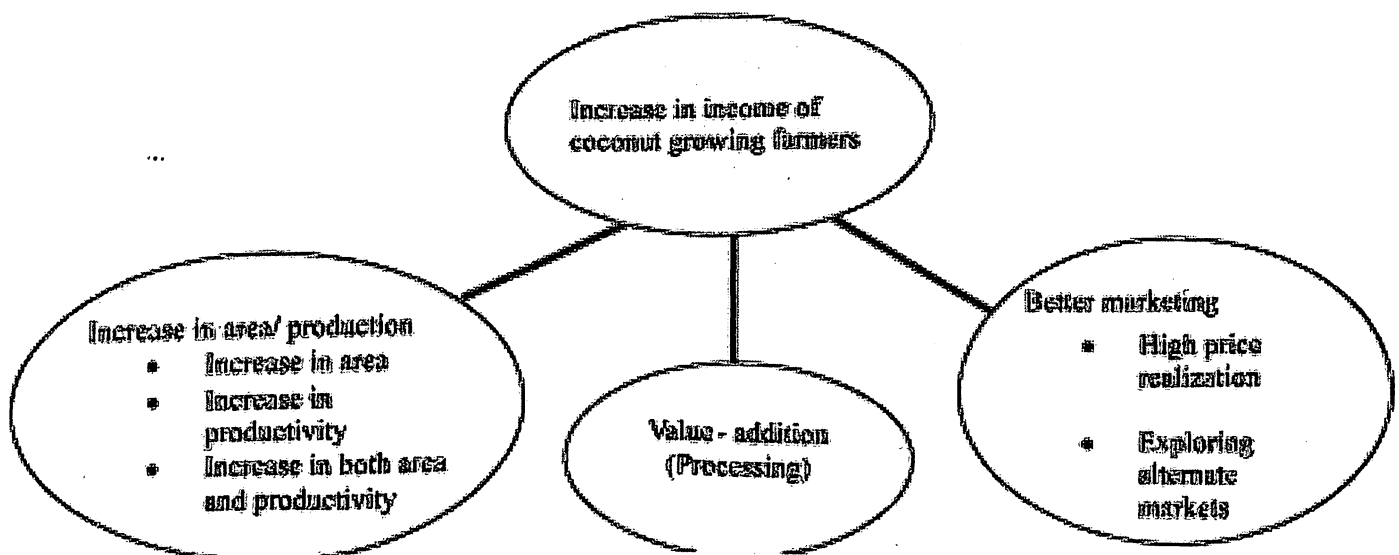 Increase in income of
coconut growing farmers
...
Increase in area/ production
• Increase in area
• Increase in
productivity
• Increase in both area
and productivity
Value - addition
(Processing)
Better marketing
• High price
realization
• Exploring
alternate
markets